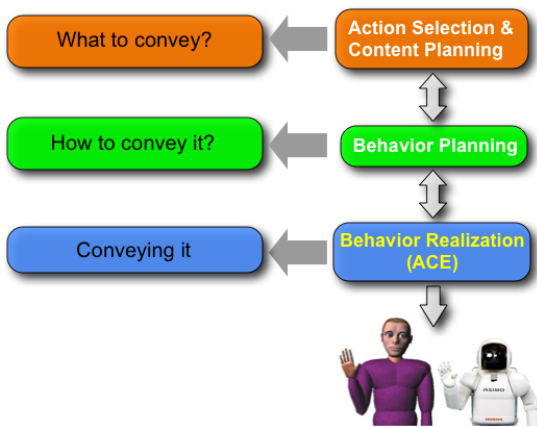 What to convey?
Action Selection &
Content Planning
How to convey it?
Behavior Planning
Conveying it
Behavior Realization
(ACE)